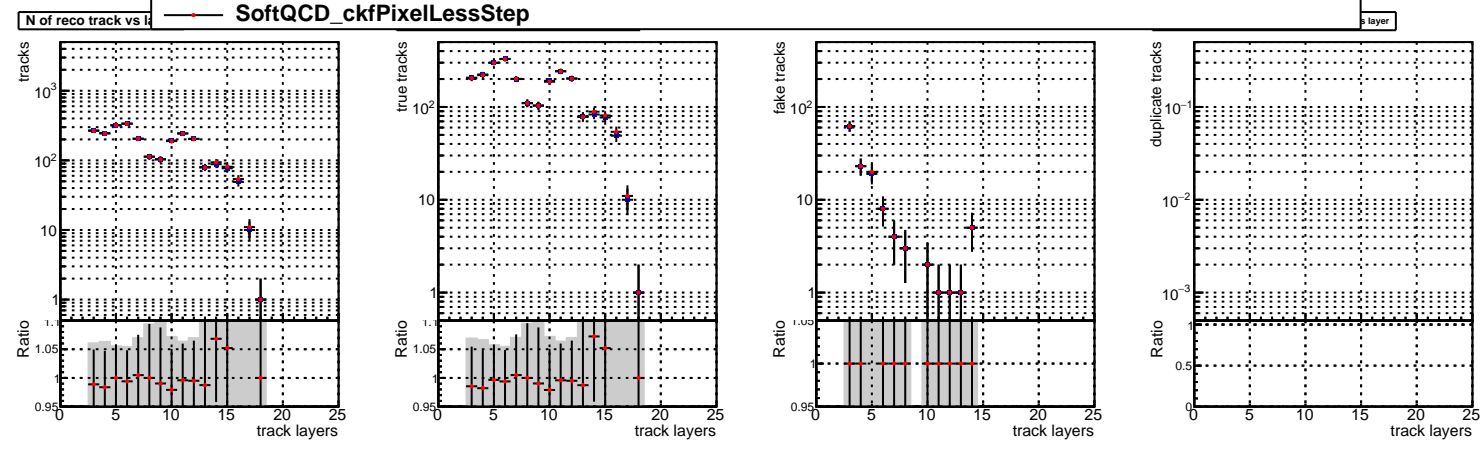 SoftQCD_ckfPixelLessStep
N of reco track vs la
s layer
tracks
10³
10²
10
1
Ratio
1.1
1.05
1
0.95
0 5 10 15 20 25
track layers
true tracks
10²
10
1
Ratio
1.05
1
0.95
0 5 10 15 20 25
track layers
fake tracks
10²
10
1
Ratio
1.05
1
0.95
0 5 10 15 20 25
track layers
duplicate tracks
10⁻¹
10⁻²
10⁻³
Ratio
1
0.5
0
0 5 10 15 20 25
track layers